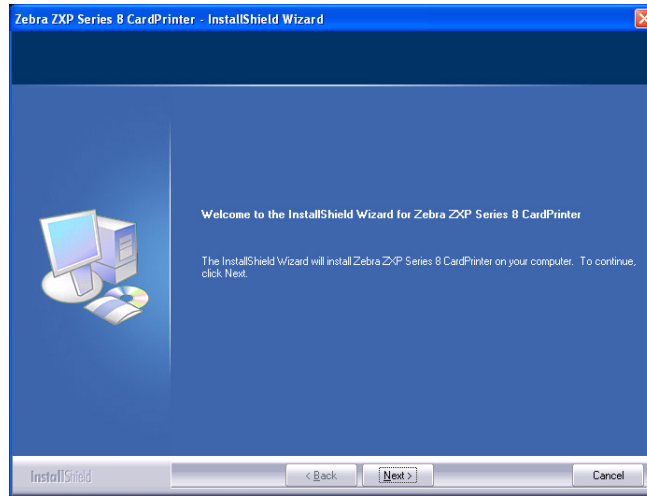 Zebra ZXP Series 8 CardPrinter - InstallShield Wizard
Welcome to the InstallShield Wizard for Zebra ZXP Series 8 CardPrinter
The InstallShield Wizard will install Zebra ZXP Series 8 CardPrinter on your computer. To continue,
click Next.
InstallShield
< Back
Next >
Cancel